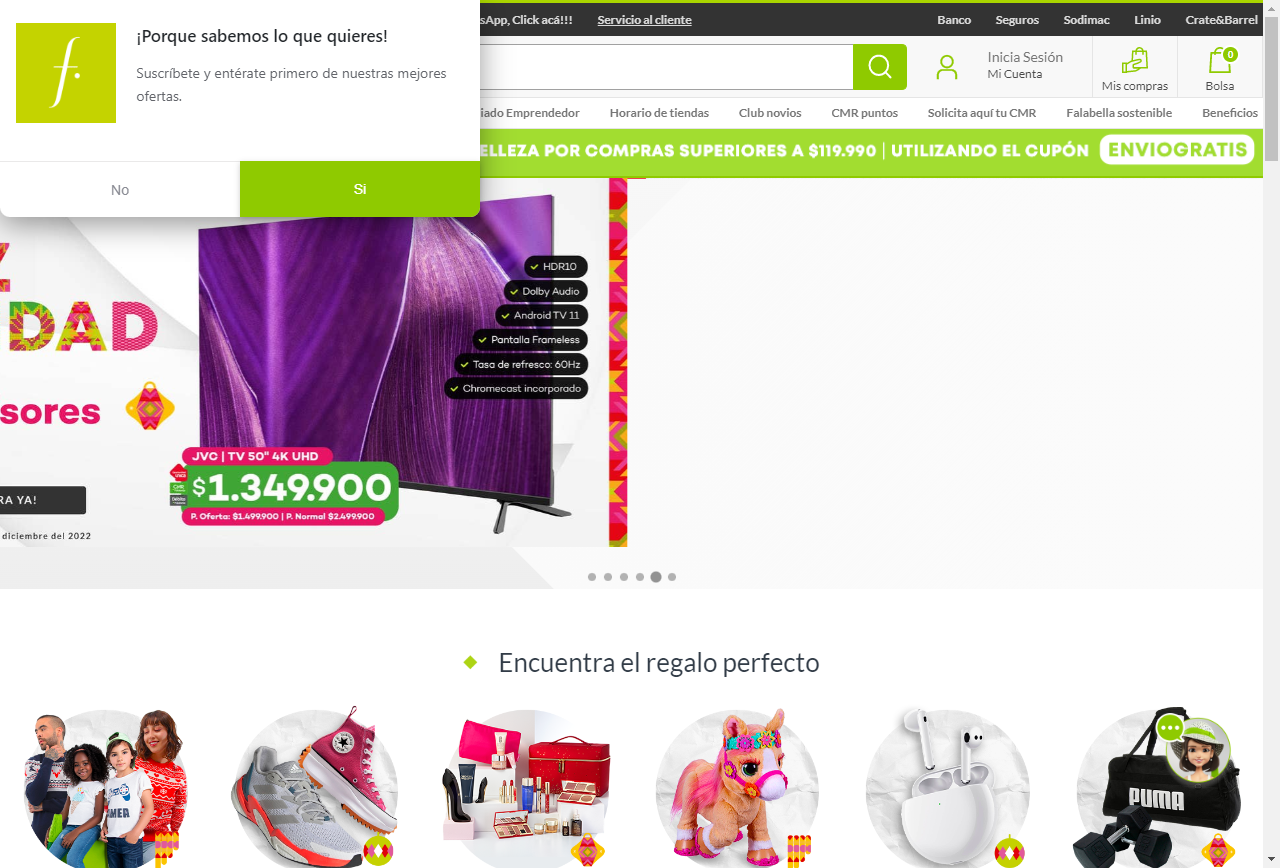 ¡Porque sabemos lo que quieres!
Suscríbete y entérate primero de nuestras mejores
ofertas.
No
Si
sApp, Click acá!!!
Servicio al cliente
Banco
Seguros
Sodimac
Linio
Crate&Barrel
Inicia Sesión
Mi Cuenta
Mis compras
0
Bolsa
iado Emprendedor
Horario de tiendas
Club novios
CMR puntos
Solicita aquí tu CMR
Falabella sostenible
Beneficios
ELLEZA POR COMPRAS SUPERIORES A $119.990 | UTILIZANDO EL CUPÓN ENVIOGRATIS
Z
DAD
sores
RA YA!
diciembre del 2022
HDR10
Dolby Audio
Android TV 11
Pantalla Frameless
Tasa de refresco: 60Hz
Chromecast incorporado
JVC | TV 50" 4K UHD
$1.349.900
P. Oferta: $1.499.900 | P. Normal $2.499.900
Encuentra el regalo perfecto
PUMA